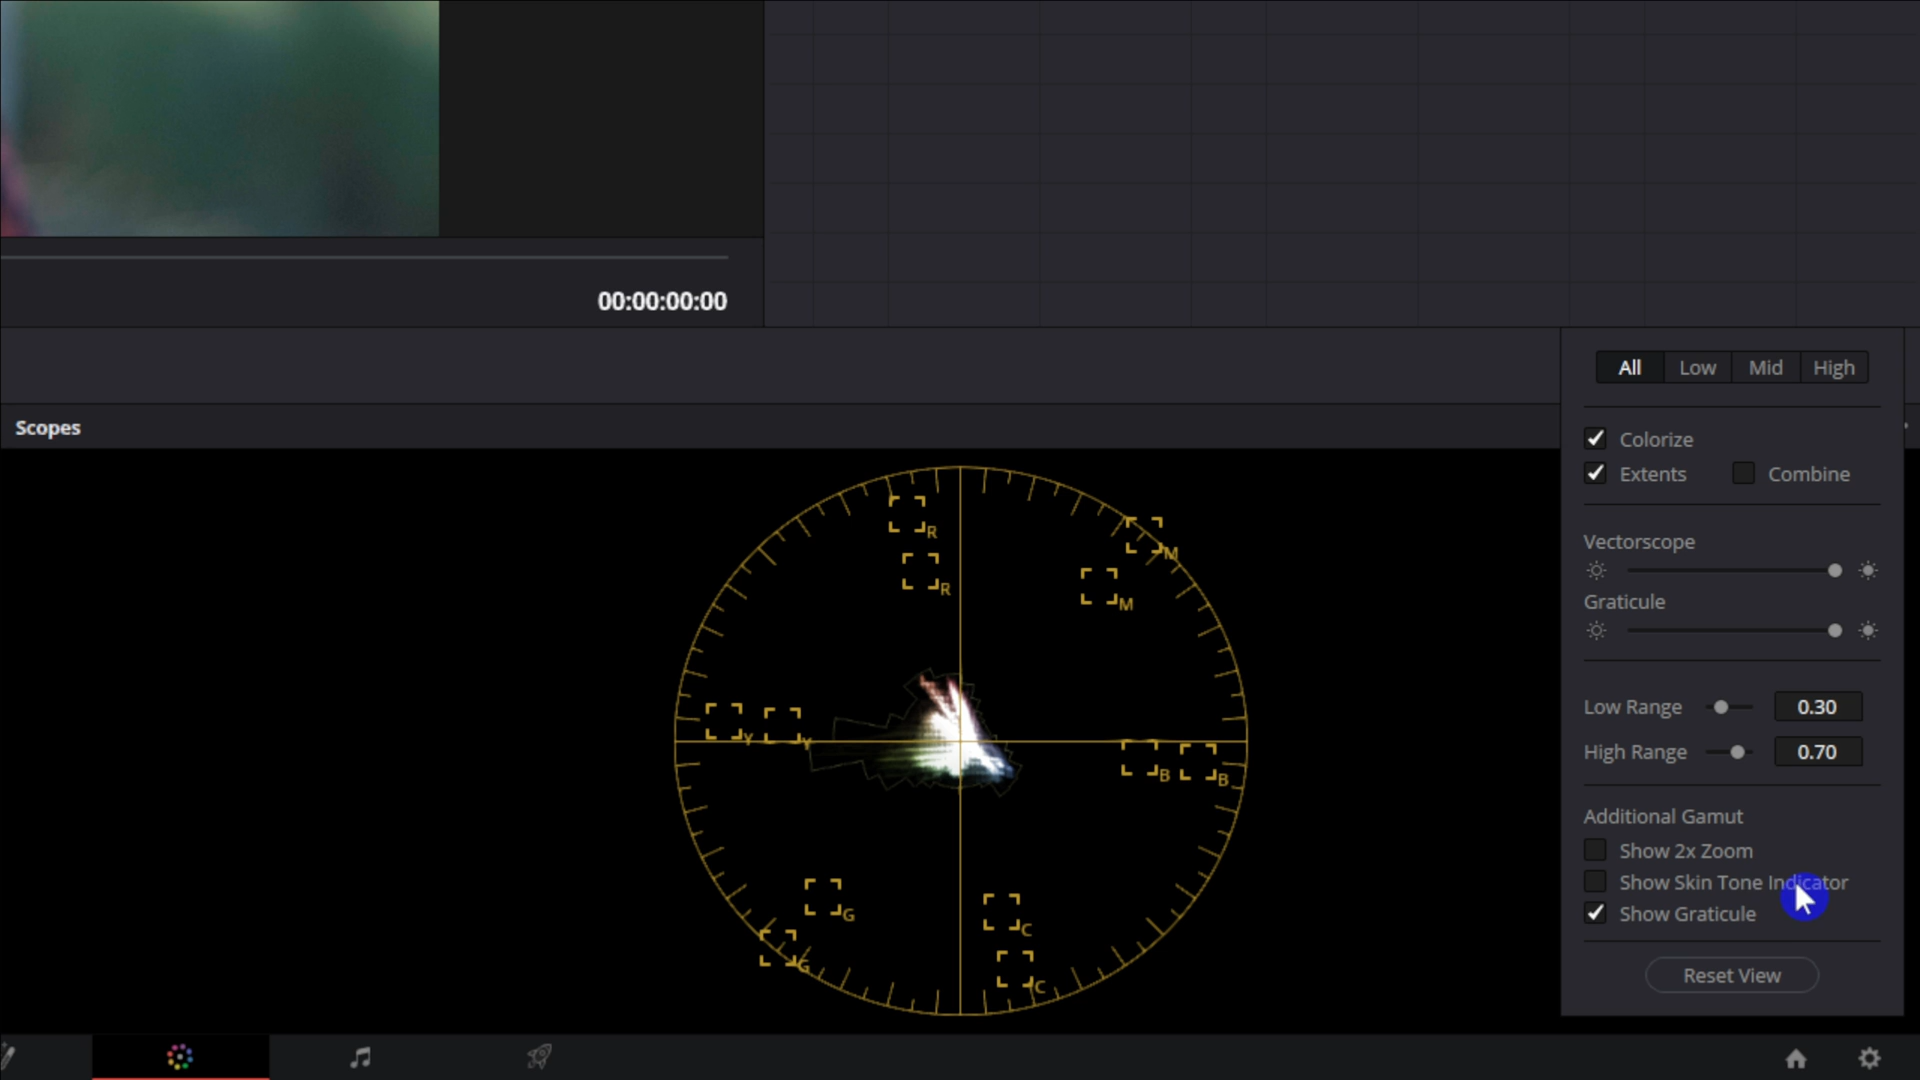 00:00:00:00
All Low Mid High
Scopes
Colorize
Extents Combine
Vectorscope
Graticule
Low Range 0.30
High Range 0.70
Additional Gamut
Show 2x Zoom
Show Skin Tone Indicator
Show Graticule
Reset View
R
M
R
M
Y
Y
B
B
G
C
G
C